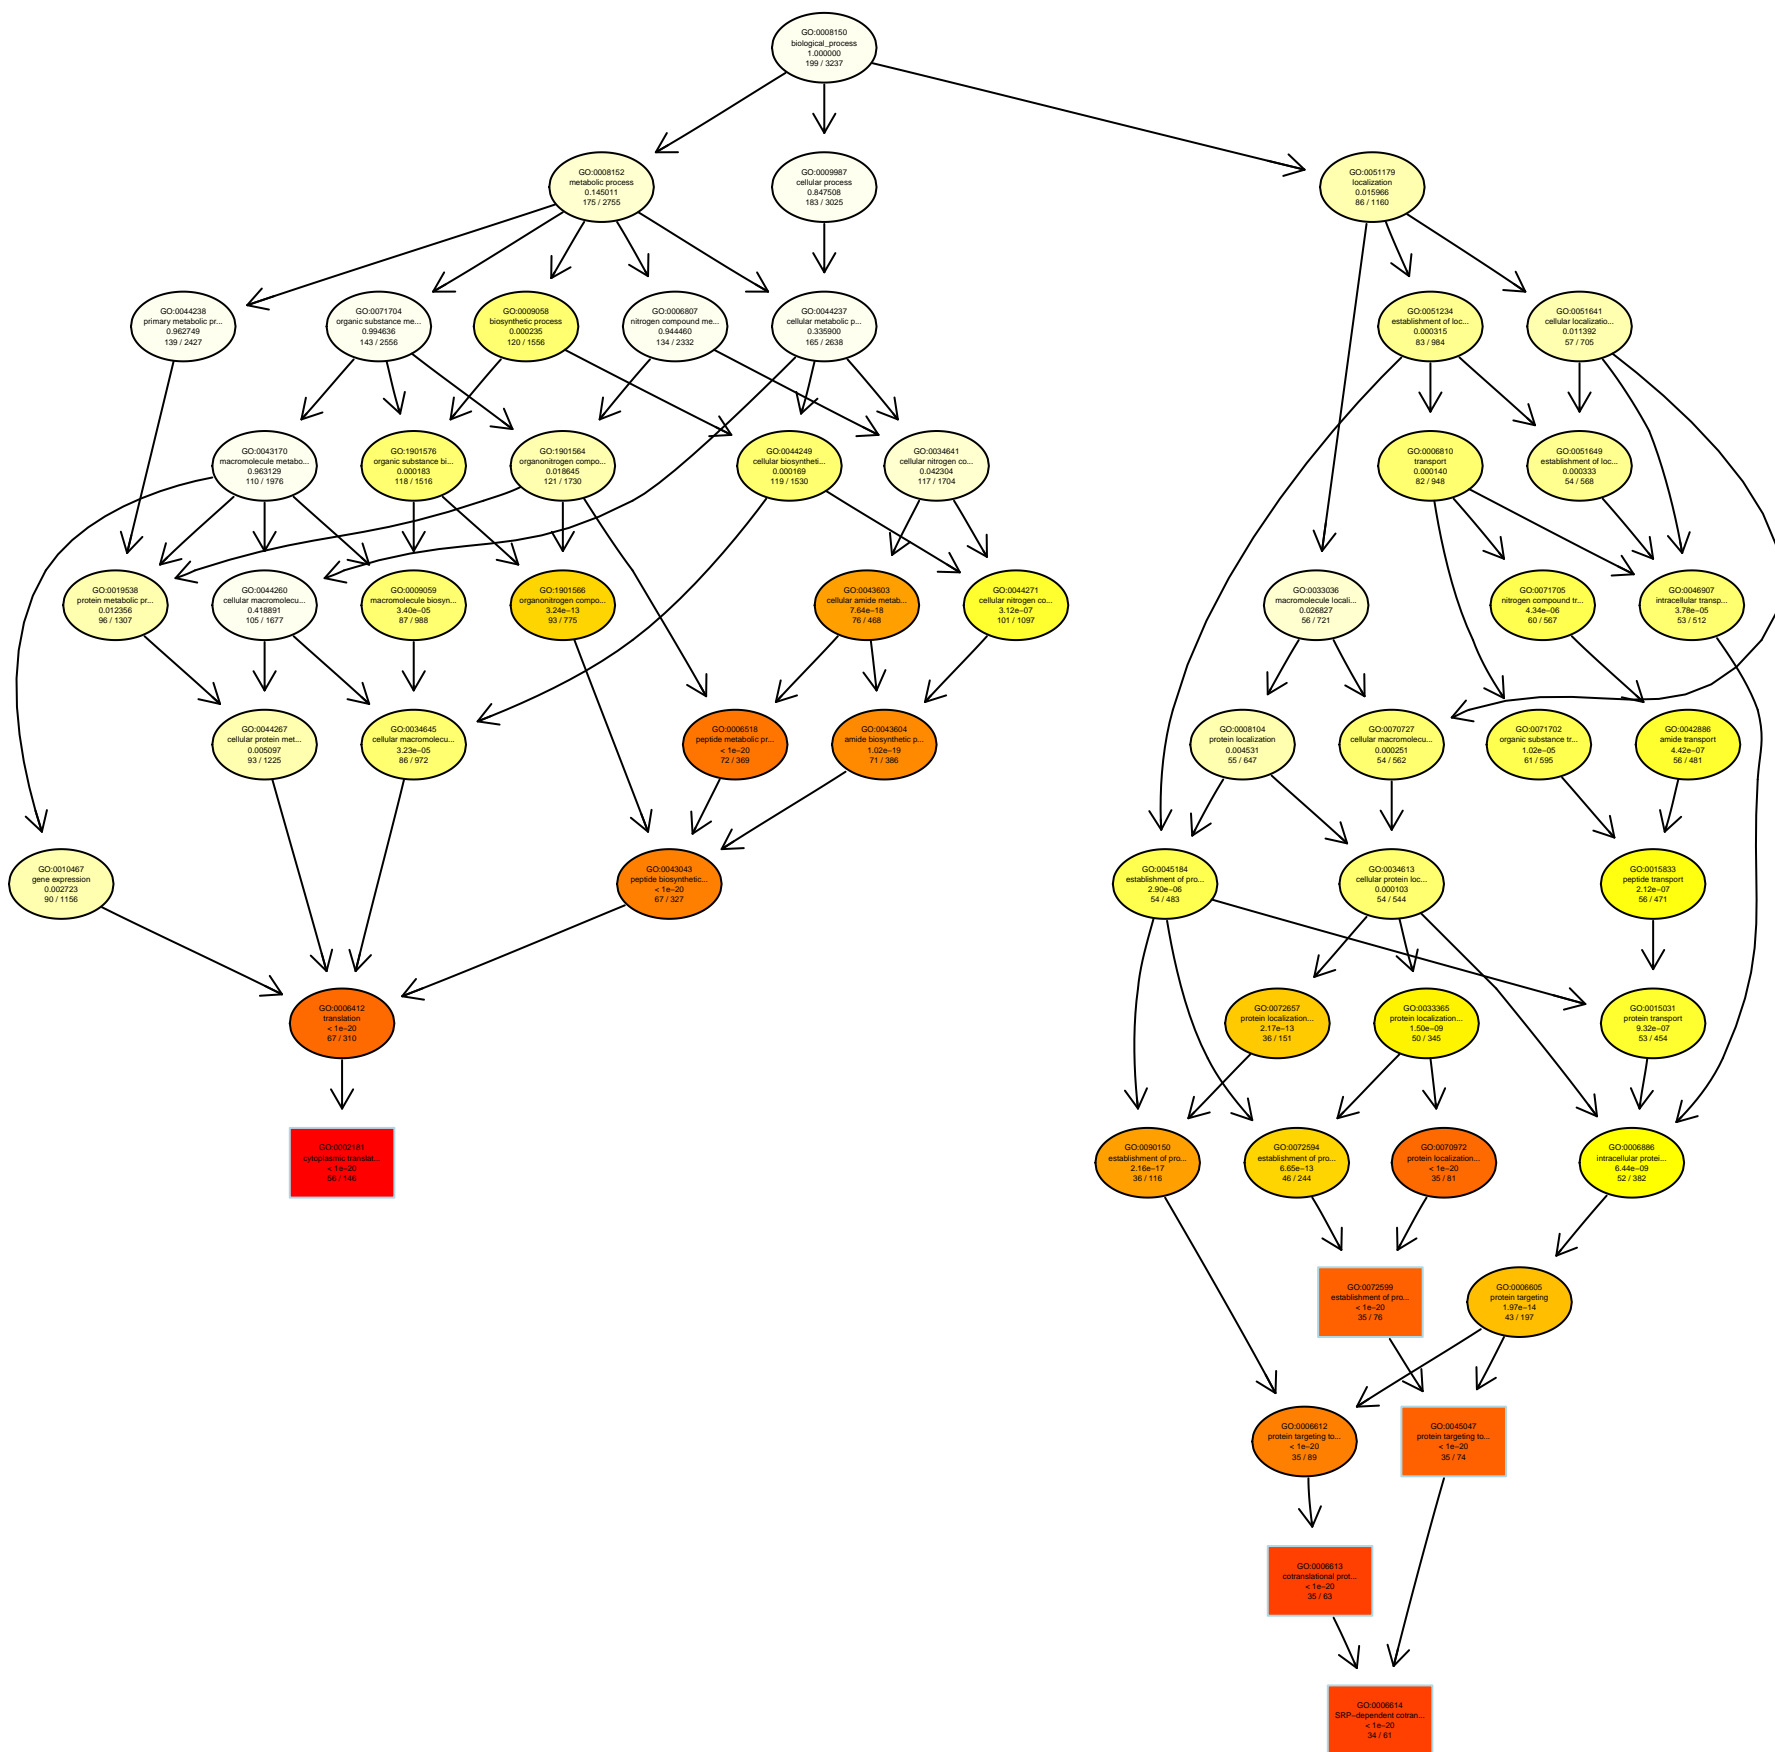 GO:0008150
biological_process
1.000000
199 / 3237
GO:0008152
metabolic process
0.145011
175 / 2755
GO:0009987
cellular process
0.847508
183 / 3025
GO:0051179
localization
0.015966
86 / 1160
GO:0044238
primary metabolic pr...
0.962749
139 / 2427
GO:0071704
organic substance me...
0.994636
143 / 2556
GO:0009058
biosynthetic process
0.000235
120 / 1556
GO:0006807
nitrogen compound me...
0.944460
134 / 2332
GO:0044237
cellular metabolic p...
0.335900
165 / 2638
GO:0051234
establishment of loc...
0.000315
83 / 984
GO:0051641
cellular localizatio...
0.011392
57 / 705
GO:0043170
macromolecule metabo...
0.963129
110 / 1976
GO:1901576
organic substance bi...
0.000183
118 / 1516
GO:1901564
organonitrogen compo...
0.018645
121 / 1730
GO:0044249
cellular biosyntheti...
0.000169
119 / 1530
GO:0034641
cellular nitrogen co...
0.042304
117 / 1704
GO:0006810
transport
0.000140
82 / 948
GO:0051649
establishment of loc...
0.000333
54 / 568
GO:0019538
protein metabolic pr...
0.012356
96 / 1307
GO:0044260
cellular macromolecu...
0.418891
105 / 1677
GO:0009059
macromolecule biosyn...
3.40e−05
87 / 988
GO:1901566
organonitrogen compo...
3.24e−13
93 / 775
GO:0043603
cellular amide metab...
7.64e−18
76 / 468
GO:0044271
cellular nitrogen co...
3.12e−07
101 / 1097
GO:0033036
macromolecule locali...
0.026827
56 / 721
GO:0071705
nitrogen compound tr...
4.34e−06
60 / 567
GO:0046907
intracellular transp...
3.78e−05
53 / 512
GO:0044267
cellular protein met...
0.005097
93 / 1225
GO:0034645
cellular macromolecu...
3.23e−05
86 / 972
GO:0006518
peptide metabolic pr...
< 1e−20
72 / 369
GO:0043604
amide biosynthetic p...
1.02e−19
71 / 386
GO:0008104
protein localization
0.004531
55 / 647
GO:0070727
cellular macromolecu...
0.000251
54 / 562
GO:0071702
organic substance tr...
1.02e−05
61 / 595
GO:0042886
amide transport
4.42e−07
56 / 481
GO:0010467
gene expression
0.002723
90 / 1156
GO:0043043
peptide biosynthetic...
< 1e−20
67 / 327
GO:0045184
establishment of pro...
2.90e−06
54 / 483
GO:0034613
cellular protein loc...
0.000103
54 / 544
GO:0015833
peptide transport
2.12e−07
56 / 471
GO:0006412
translation
< 1e−20
67 / 310
GO:0072657
protein localization...
2.17e−13
36 / 151
GO:0033365
protein localization...
1.50e−09
50 / 345
GO:0015031
protein transport
9.32e−07
53 / 454
GO:0002181
cytoplasmic translat...
< 1e−20
56 / 146
GO:0090150
establishment of pro...
2.16e−17
36 / 116
GO:0072594
establishment of pro...
6.65e−13
46 / 244
GO:0070972
protein localization...
< 1e−20
35 / 81
GO:0006886
intracellular protei...
6.44e−09
52 / 382
GO:0072599
establishment of pro...
< 1e−20
35 / 76
GO:0006605
protein targeting
1.97e−14
43 / 197
GO:0006612
protein targeting to...
< 1e−20
35 / 89
GO:0045047
protein targeting to...
< 1e−20
35 / 74
GO:0006613
cotranslational prot...
< 1e−20
35 / 63
GO:0006614
SRP−dependent cotran...
< 1e−20
34 / 61